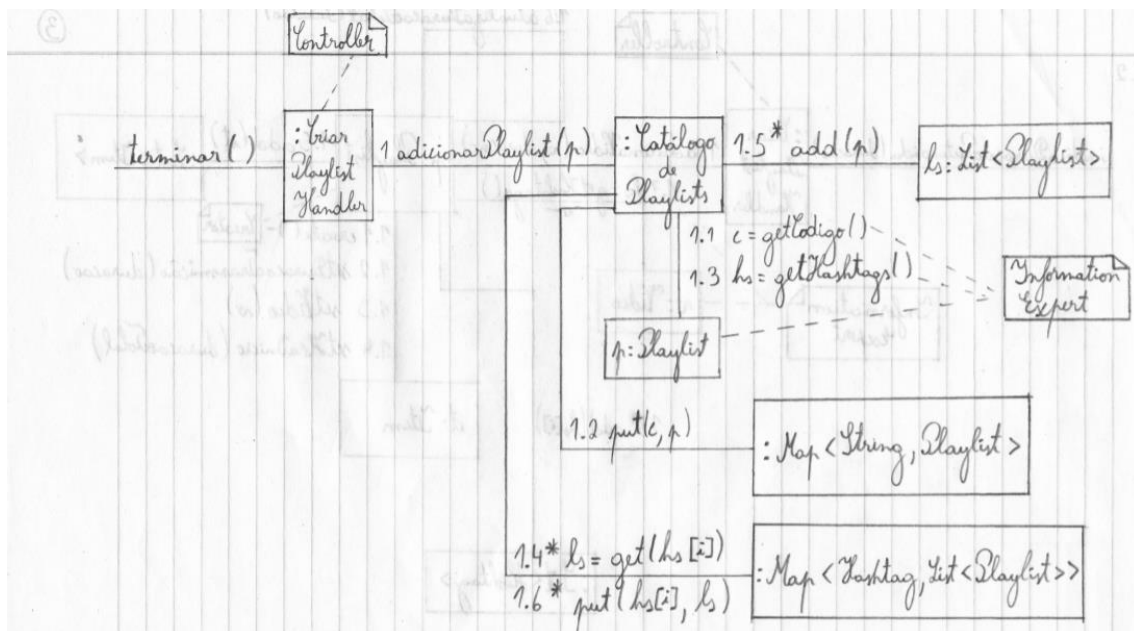 3
Controller
terminar()
: Criar
Playlist
Handler
1 adicionarPlaylist(p)
: Catálogo
de
Playlists
1.5* add(p)
ls: List<Playlist>
1.1 c = getCodigo()
1.3 hs = getHashtags()
Information
Expert
p: Playlist
1.2 put(c, p)
: Map<String, Playlist>
1.4* ls = get(hs[i])
1.6* put(hs[i], ls)
: Map<Hashtag, List<Playlist>>